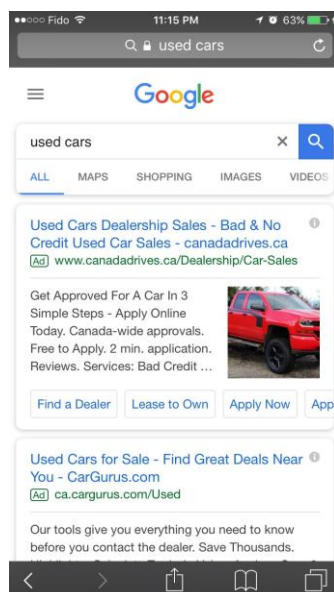 Fido 11:15 PM 63%
used cars
Google
used cars
ALL MAPS SHOPPING IMAGES VIDEOS
Used Cars Dealership Sales - Bad & No
Credit Used Car Sales - canadadrives.ca
Ad www.canadadrives.ca/Dealership/Car-Sales
Get Approved For A Car In 3
Simple Steps - Apply Online
Today. Canada-wide approvals.
Free to Apply. 2 min. application.
Reviews. Services: Bad Credit ...
Find a Dealer Lease to Own Apply Now App
Used Cars for Sale - Find Great Deals Near
You - CarGurus.com
Ad ca.cargurus.com/Used
Our tools give you everything you need to know
before you contact the dealer. Save Thousands.